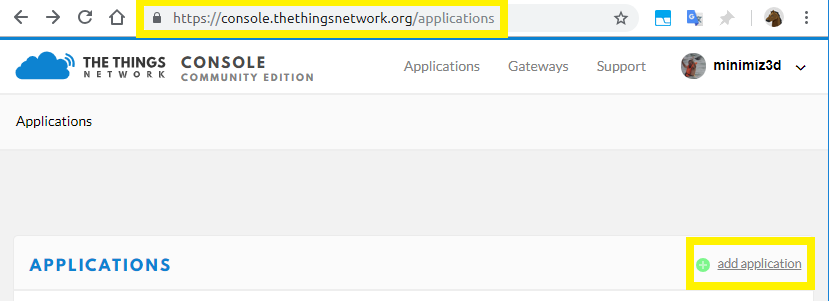 https://console.thethingsnetwork.org/applications
THE THINGS NETWORK CONSOLE COMMUNITY EDITION Applications Gateways Support minimiz3d
Applications
APPLICATIONS add application